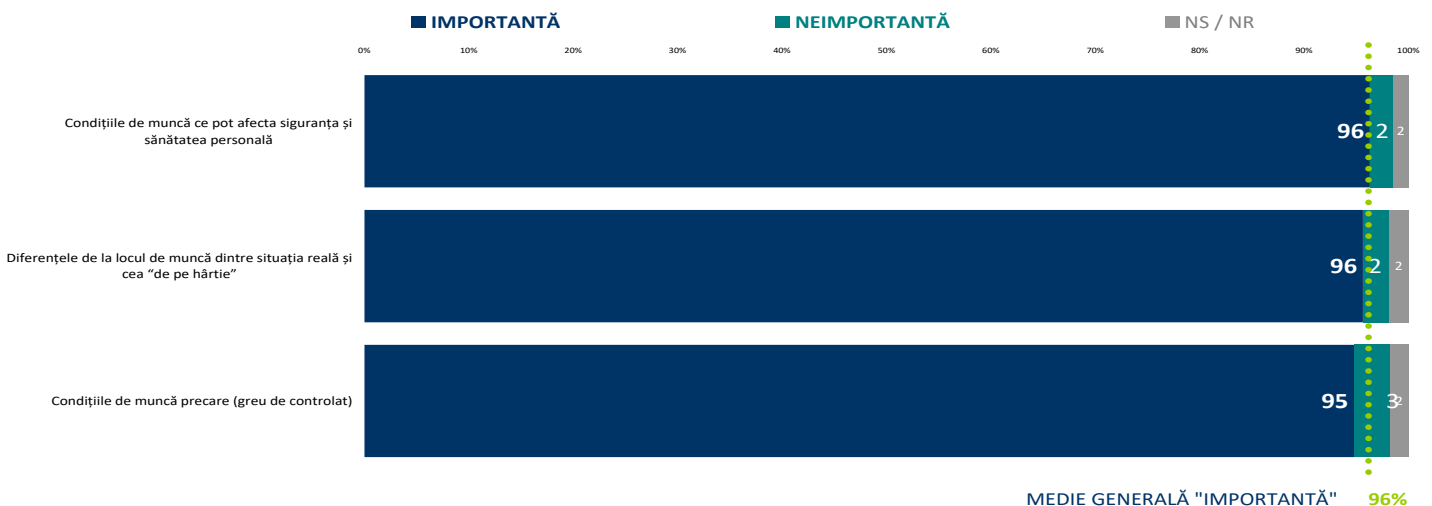 IMPORTANTĂ NEIMPORTANTĂ NS / NR
0% 10% 20% 30% 40% 50% 60% 70% 80% 90% 100%
Condițiile de muncă ce pot afecta siguranța și
sănătatea personală
96 2 2
Diferențele de la locul de muncă dintre situația reală și
cea “de pe hârtie”
96 2 2
Condițiile de muncă precare (greu de controlat)
95 3 2
MEDIE GENERALĂ "IMPORTANTĂ" 96%